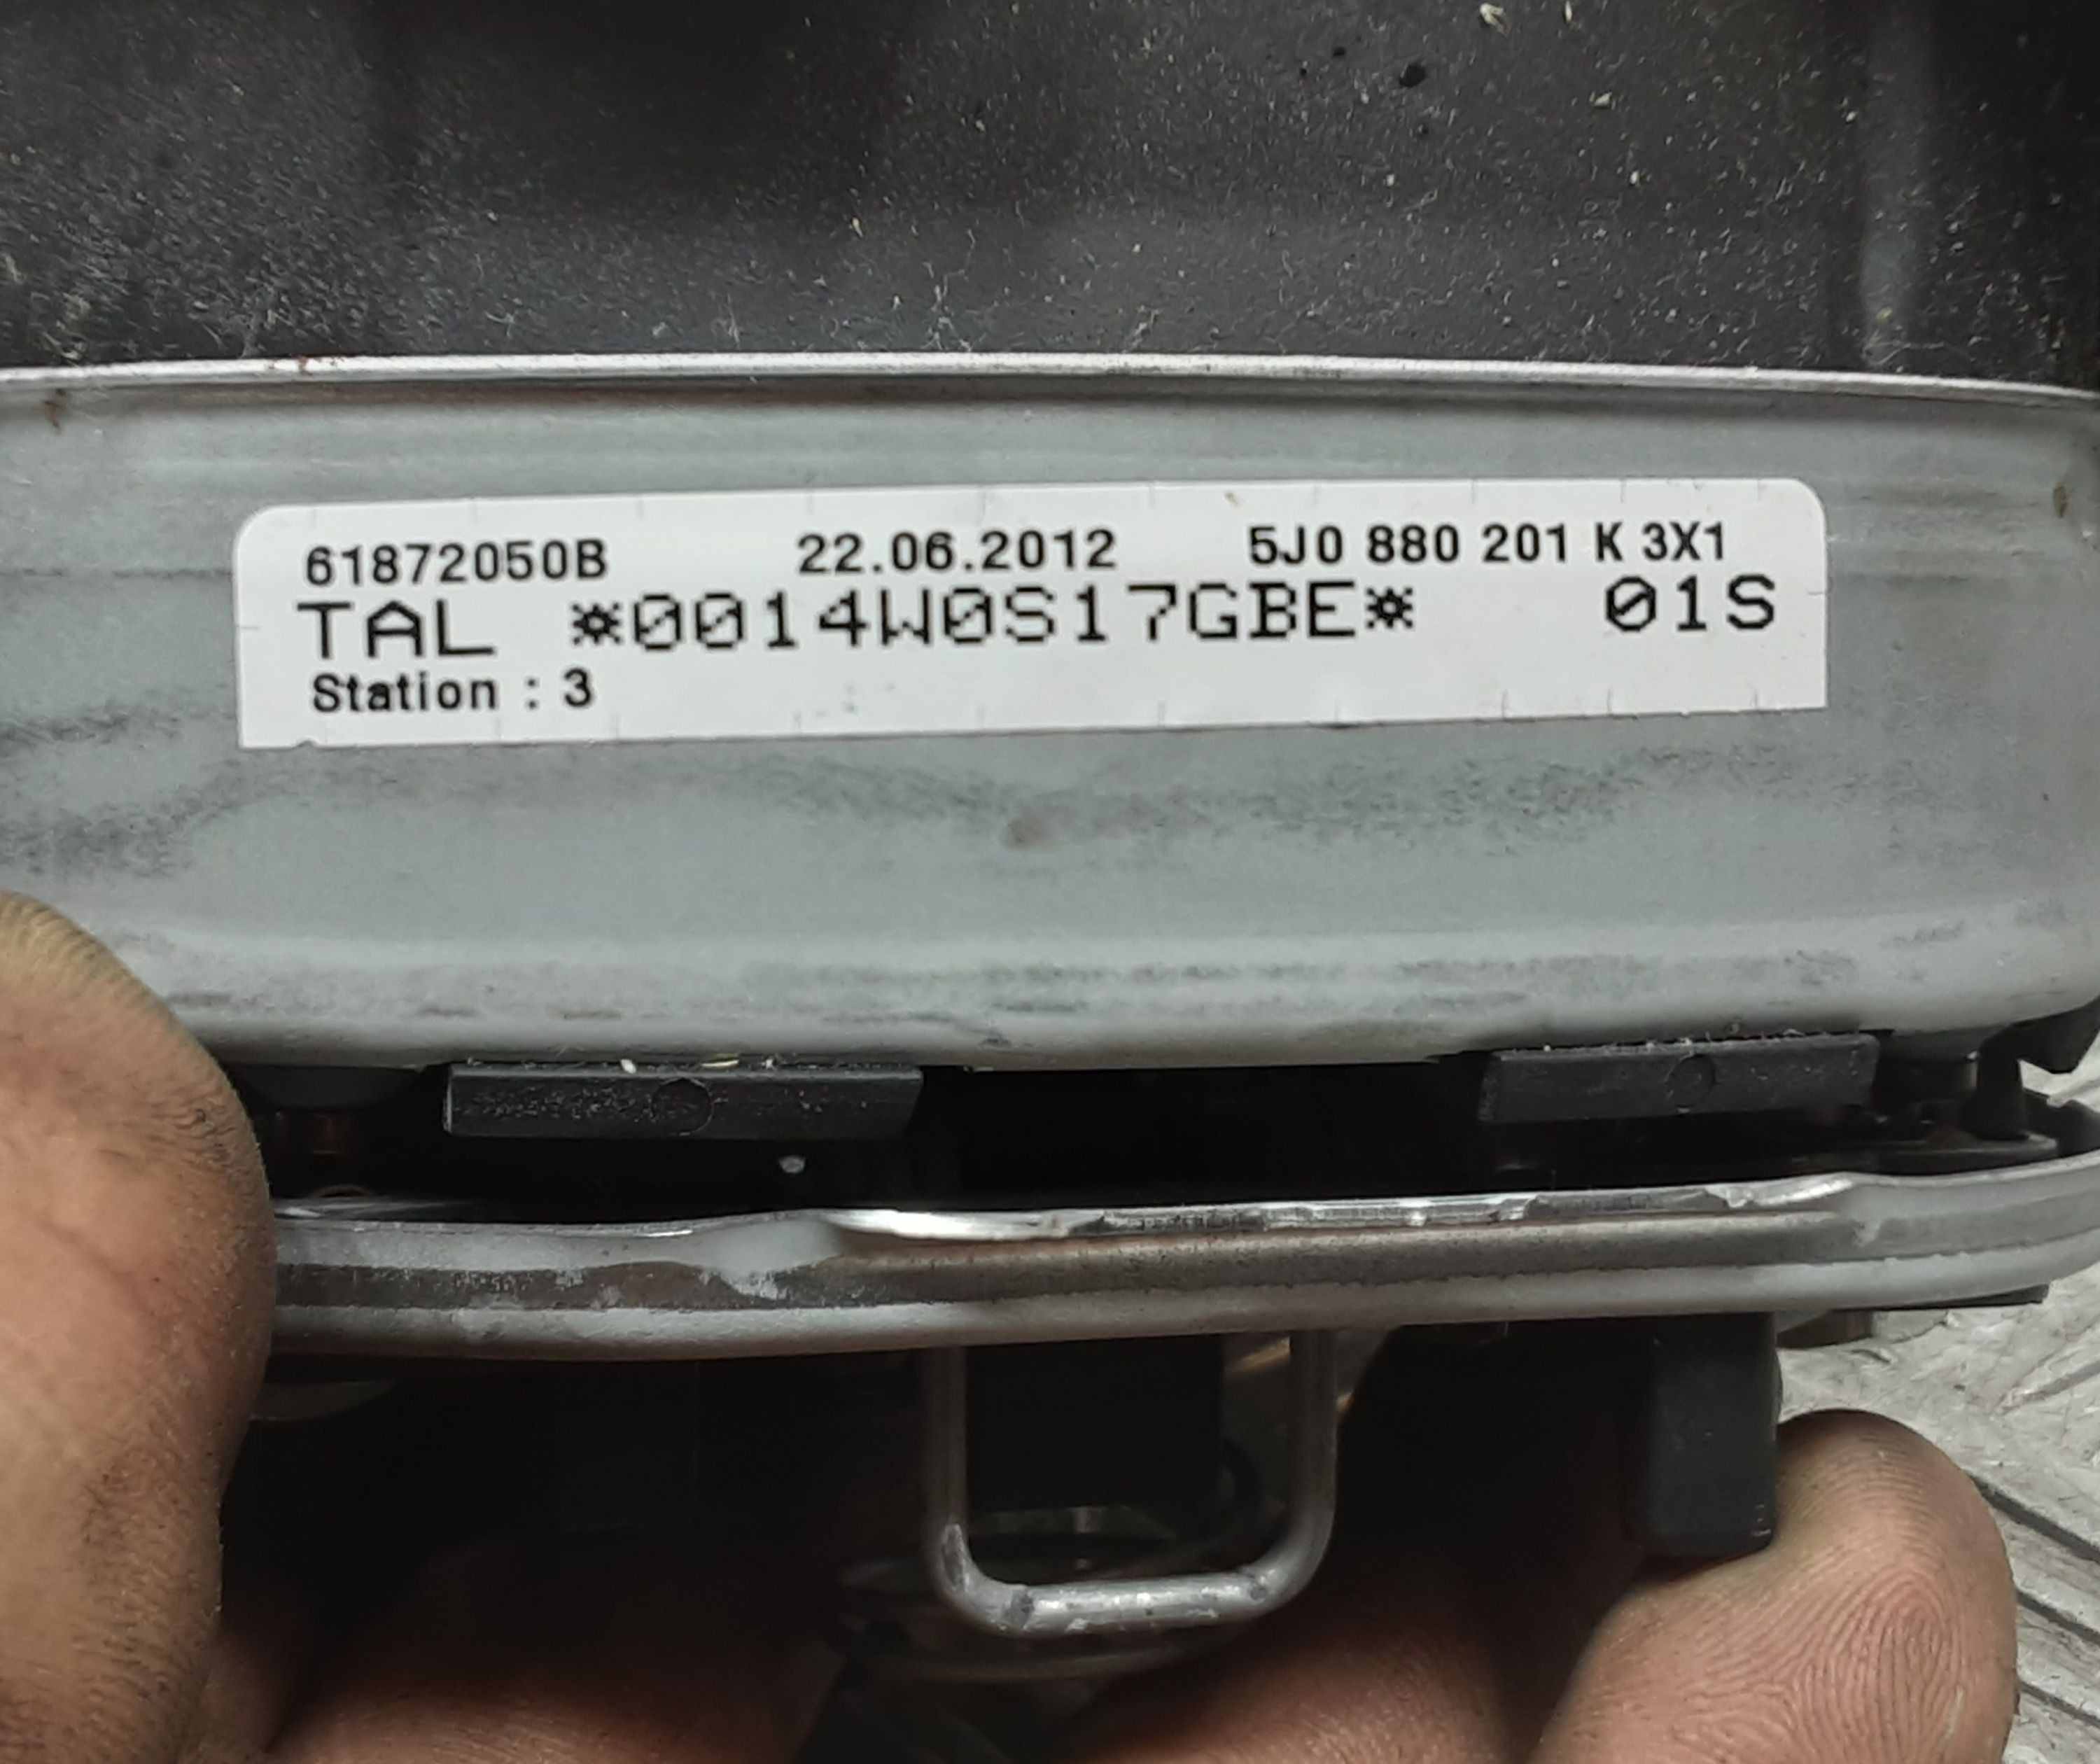 61872050B 22.06.2012 5J0 880 201 K 3X1
TAL *0014W0S17GBE* 01S
Station : 3